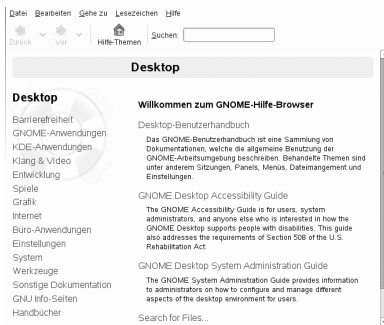 Datei Bearbeiten Gehe zu Lesezeichen Hilfe
Zurück Vor Hilfe-Themen Suchen:
Desktop
Desktop
Barrierefreiheit
GNOME-Anwendungen
KDE-Anwendungen
Klang & Video
Entwicklung
Spiele
Grafik
Internet
Büro-Anwendungen
Einstellungen
System
Werkzeuge
Sonstige Dokumentation
GNU Info-Seiten
Handbücher
Willkommen zum GNOME-Hilfe-Browser
Desktop-Benutzerhandbuch
Das GNOME-Benutzerhandbuch ist eine Sammlung von
Dokumentationen, welche die allgemeine Benutzung der
GNOME-Arbeitsumgebung beschreiben. Behandelte Themen sind
unter anderem Sitzungen, Panels, Menüs, Dateimangement und
Einstellungen.
GNOME Desktop Accessibility Guide
The GNOME Accessibility Guide is for users, system
administrators, and anyone else who is interested in how the
GNOME Desktop supports people with disabilities. This guide
also addresses the requirements of Section 508 of the U.S.
Rehabilitation Act.
GNOME Desktop System Administration Guide
The GNOME System Administration Guide provides information
to administrators on how to configure and manage different
aspects of the desktop environment for users.
Search for Files...